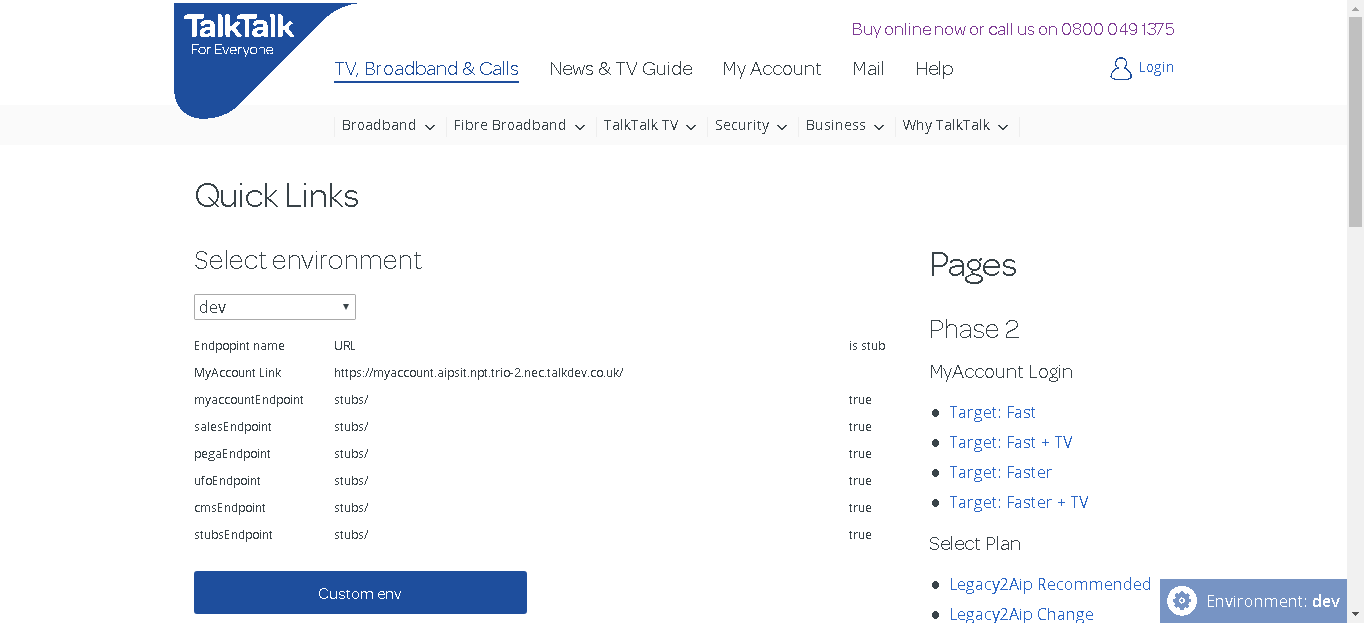 TalkTalk
For Everyone
Buy online now or call us on 0800 049 1375
TV, Broadband & Calls News & TV Guide My Account Mail Help Login
Broadband Fibre Broadband TalkTalk TV Security Business Why TalkTalk
Quick Links
Select environment
dev
Endpopint name URL is stub
MyAccount Link https://myaccount.aipsit.npt.trio-2.nec.talkdev.co.uk/
myaccountEndpoint stubs/ true
salesEndpoint stubs/ true
pegaEndpoint stubs/ true
ufoEndpoint stubs/ true
cmsEndpoint stubs/ true
stubsEndpoint stubs/ true
Custom env
Pages
Phase 2
MyAccount Login
Target: Fast
Target: Fast + TV
Target: Faster
Target: Faster + TV
Select Plan
Legacy2Aip Recommended
Legacy2Aip Change
Environment: dev